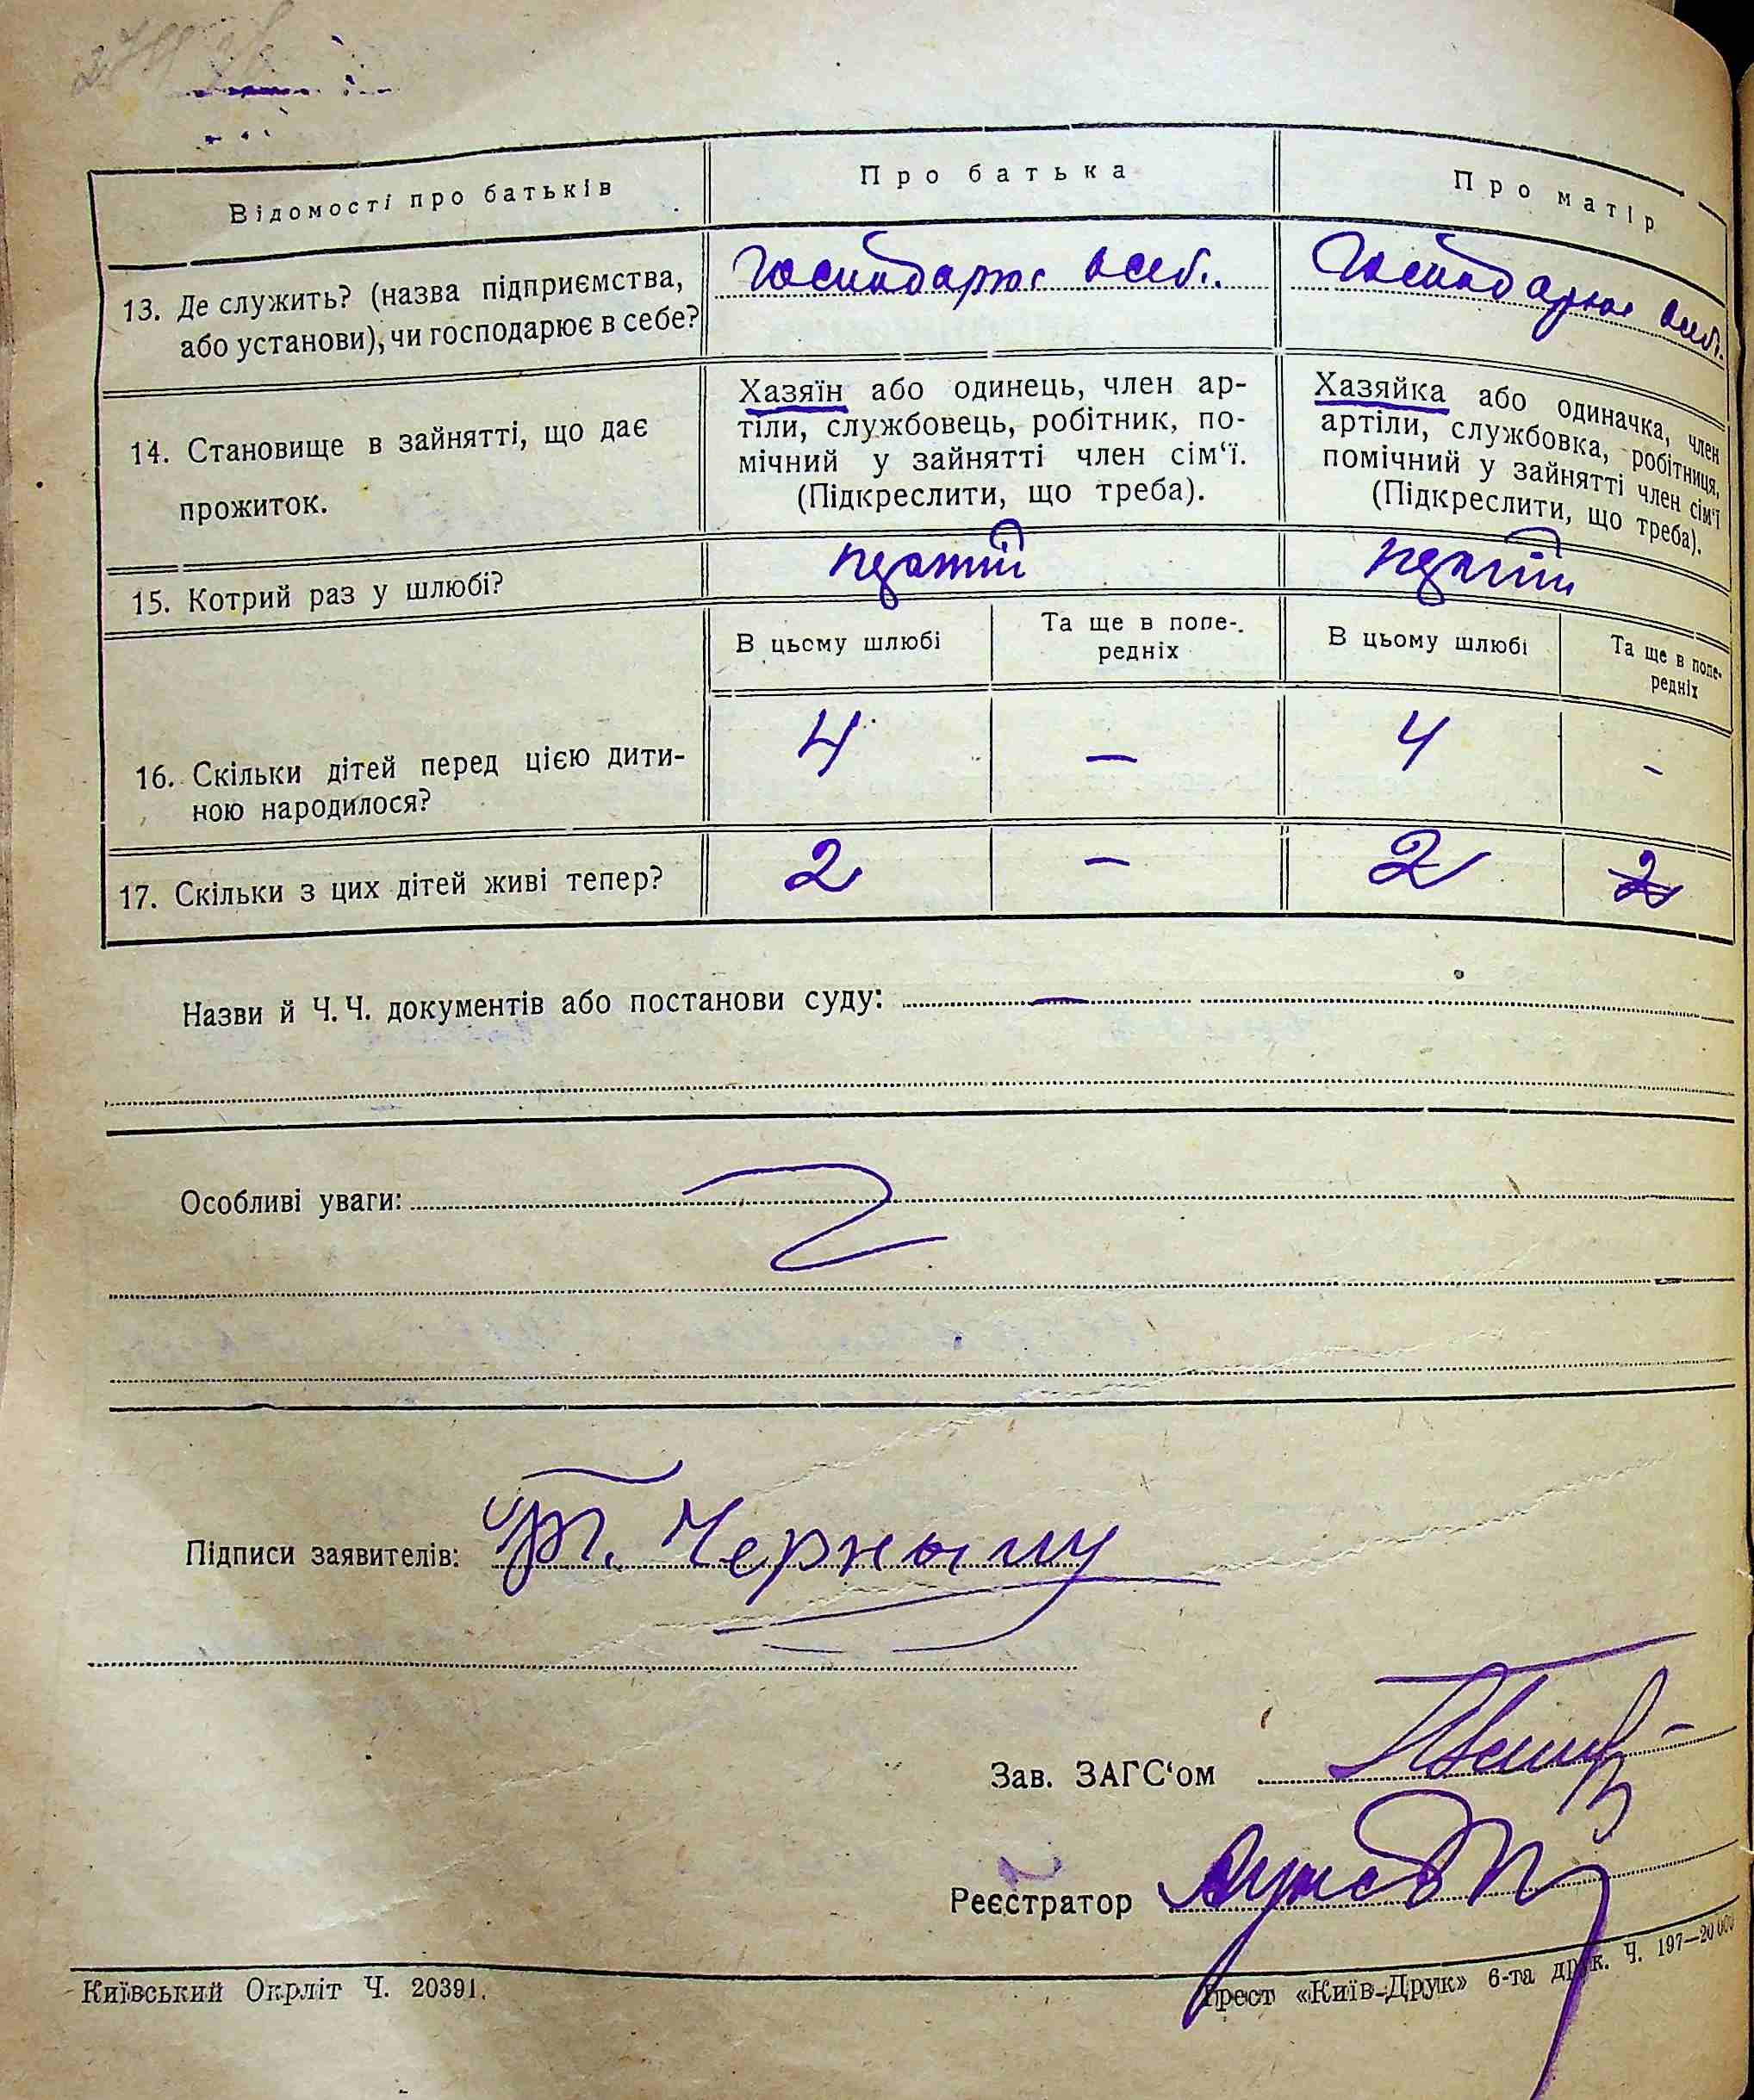 Відомості про батьків
Про батька
Про матір
13. Де служить? (назва підприємства,
або установи), чи господарює в себе?
Господарює всебе.
Господарює всебе.
14. Становище в зайнятті, що дає
прожиток.
Хазяїн або одинець, член ар-
тіли, службовець, робітник, по-
мічний у зайнятті член сім‘ї.
(Підкреслити, що треба).
Хазяйка або одиначка, член
артіли, службовка, робітниця,
помічний у зайнятті член сім‘ї
(Підкреслити, що треба).
15. Котрий раз у шлюбі?
В цьому шлюбі
Та ще в попе-
редніх
В цьому шлюбі
Та ще в попе-
редніх
16. Скільки дітей перед цією дити-
ною народилося?
4 — 4 -
17. Скільки з цих дітей живі тепер?
2 — 2 2
Назви й Ч. Ч. документів або постанови суду: —
Особливі уваги:
Підписи заявителів:
Зав. ЗАГС‘ом
Реєстратор
Київський Окрліт Ч. 20391.
Трест «Київ-Друк» 6-та друк. Ч. 197—20.000